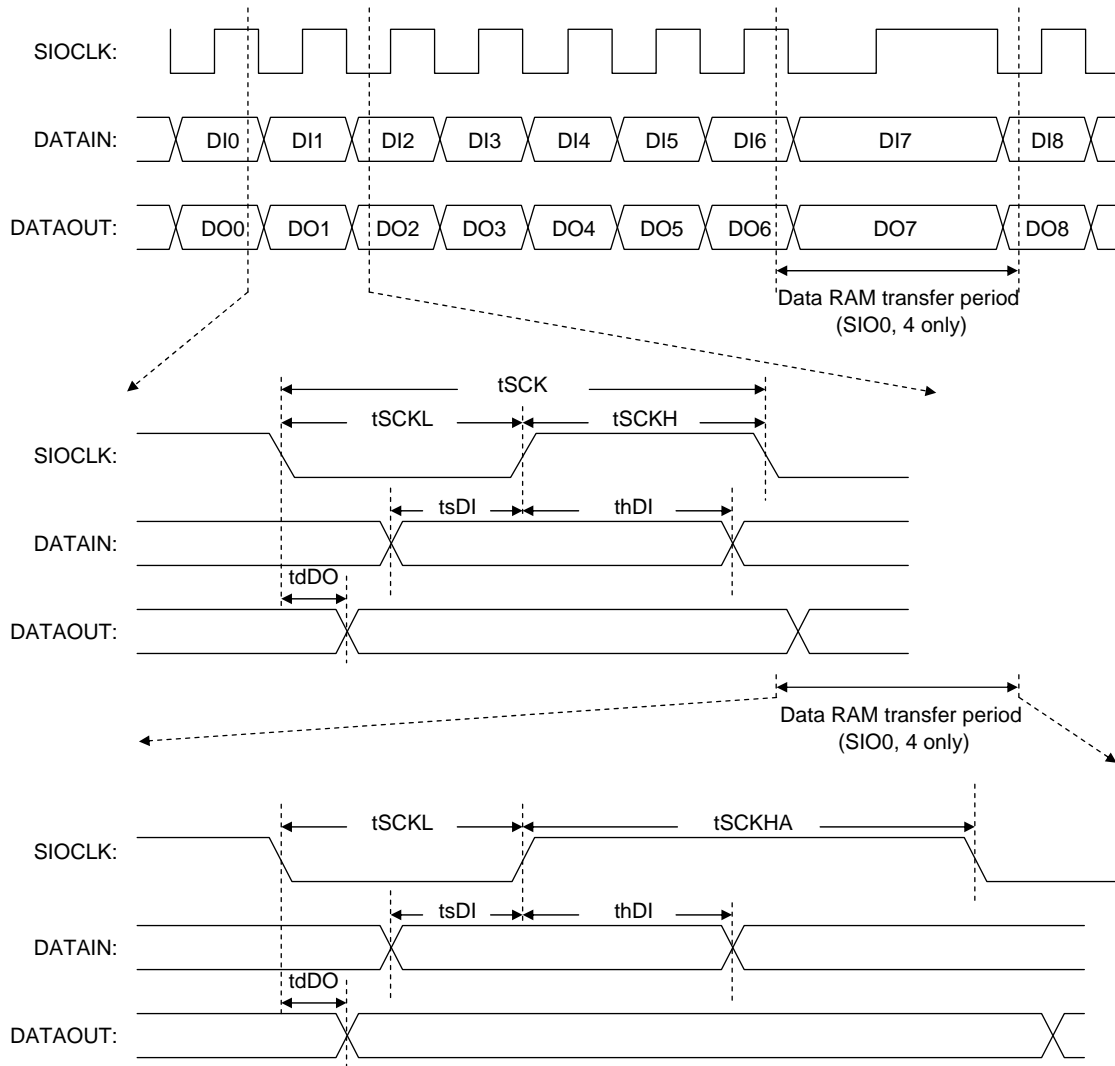 SIOCLK:
DATAIN: DI0 DI1 DI2 DI3 DI4 DI5 DI6 DI7 DI8
DATAOUT: DO0 DO1 DO2 DO3 DO4 DO5 DO6 DO7 DO8
Data RAM transfer period
(SIO0, 4 only)
tSCK
tSCKL tSCKH
SIOCLK:
tsDI thDI
DATAIN:
tdDO
DATAOUT:
Data RAM transfer period
(SIO0, 4 only)
tSCKL tSCKHA
SIOCLK:
tsDI thDI
DATAIN:
tdDO
DATAOUT: